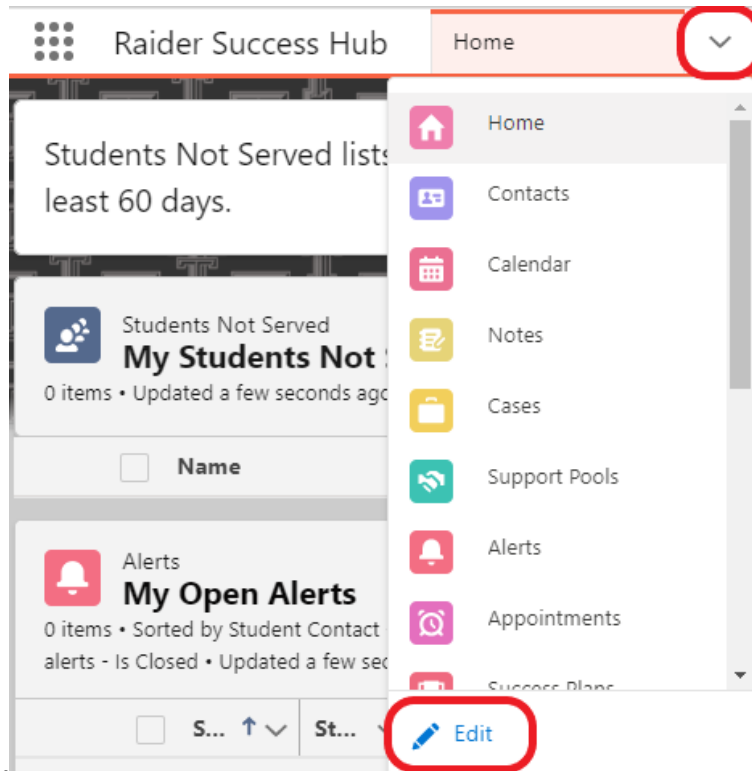 Raider Success Hub
Home
Students Not Served lists
least 60 days.
Students Not Served
My Students Not
0 items • Updated a few seconds ago
Name
Alerts
My Open Alerts
0 items • Sorted by Student Contact
alerts - Is Closed • Updated a few sec
S... St...
Home
Contacts
Calendar
Notes
Cases
Support Pools
Alerts
Appointments
Success Plans
Edit